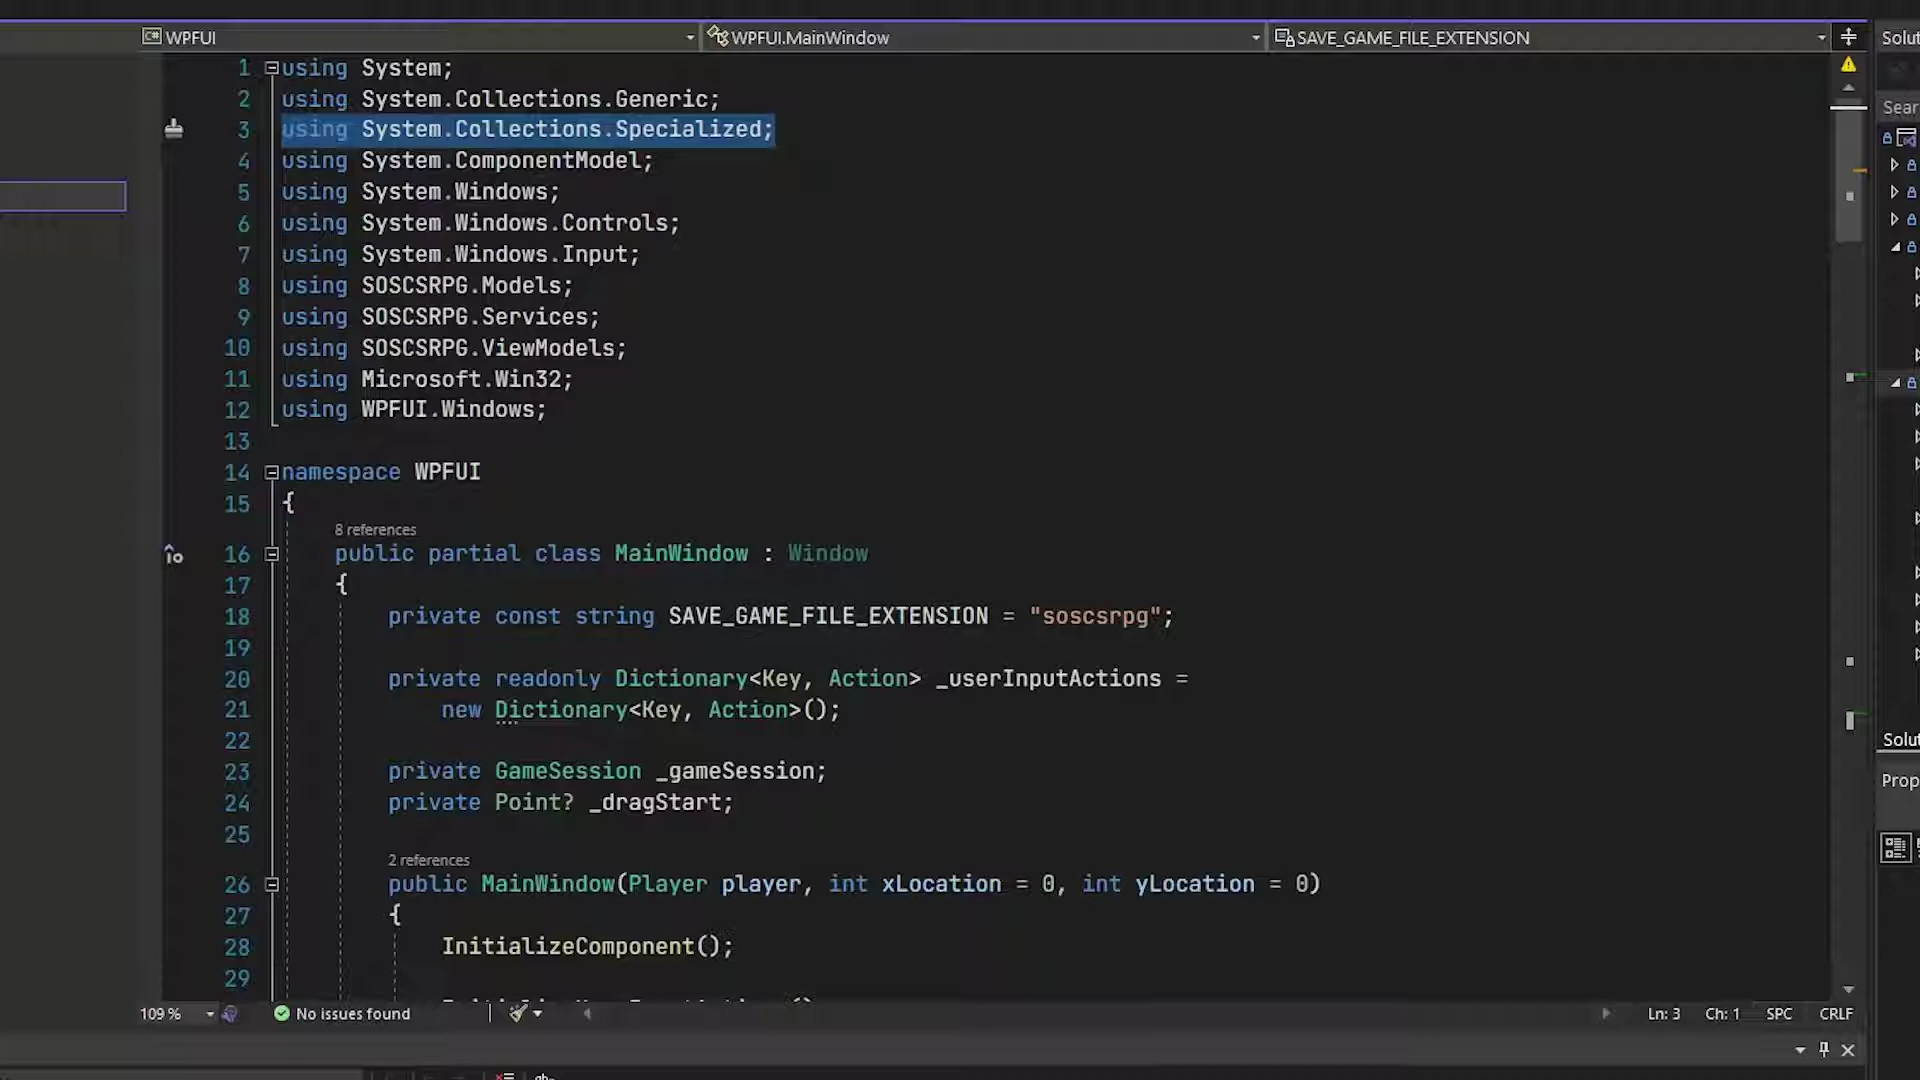 WPFUI
WPFUI.MainWindow
SAVE_GAME_FILE_EXTENSION
Solut
1 using System;
2 using System.Collections.Generic;
3 using System.Collections.Specialized;
4 using System.ComponentModel;
5 using System.Windows;
6 using System.Windows.Controls;
7 using System.Windows.Input;
8 using SOSCSRPG.Models;
9 using SOSCSRPG.Services;
10 using SOSCSRPG.ViewModels;
11 using Microsoft.Win32;
12 using WPFUI.Windows;
13
14 namespace WPFUI
15 {
8 references
16 public partial class MainWindow : Window
17 {
18 private const string SAVE_GAME_FILE_EXTENSION = "soscsrpg";
19
20 private readonly Dictionary<Key, Action> _userInputActions =
21 new Dictionary<Key, Action>();
22
23 private GameSession _gameSession;
24 private Point? _dragStart;
25
2 references
26 public MainWindow(Player player, int xLocation = 0, int yLocation = 0)
27 {
28 InitializeComponent();
29
Sear
Solut
Prop
109 %
No issues found
Ln: 3 Ch: 1 SPC CRLF